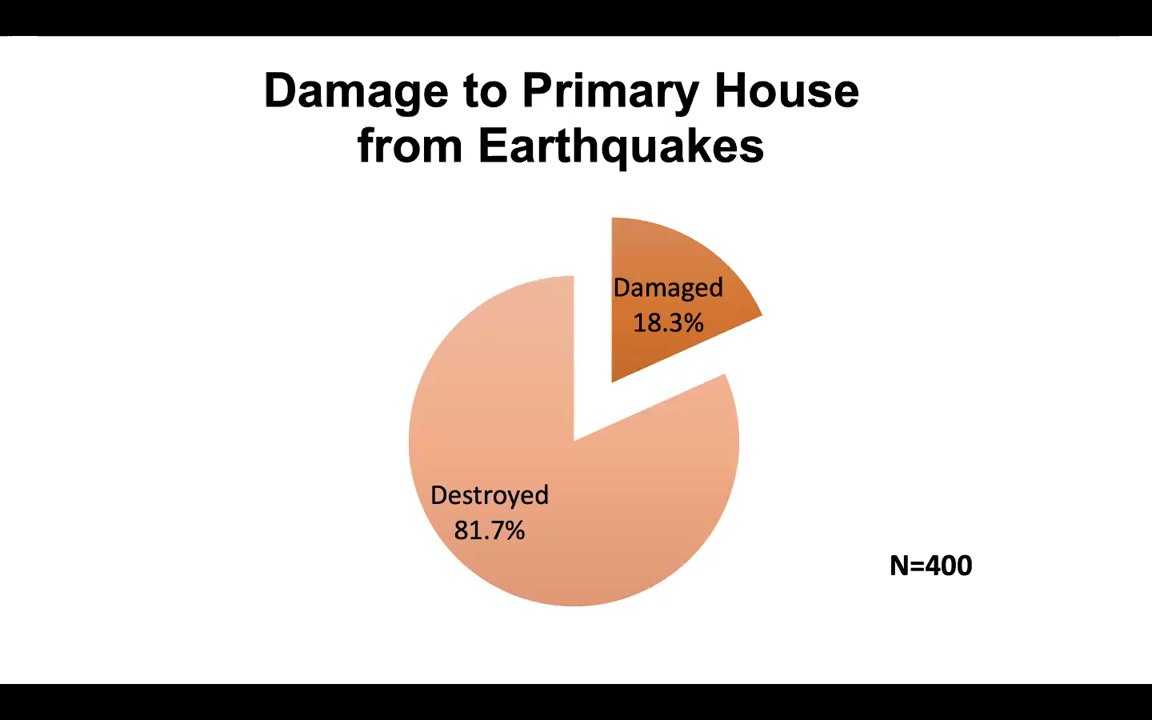 Damage to Primary House
from Earthquakes
Damaged
18.3%
Destroyed
81.7%
N=400